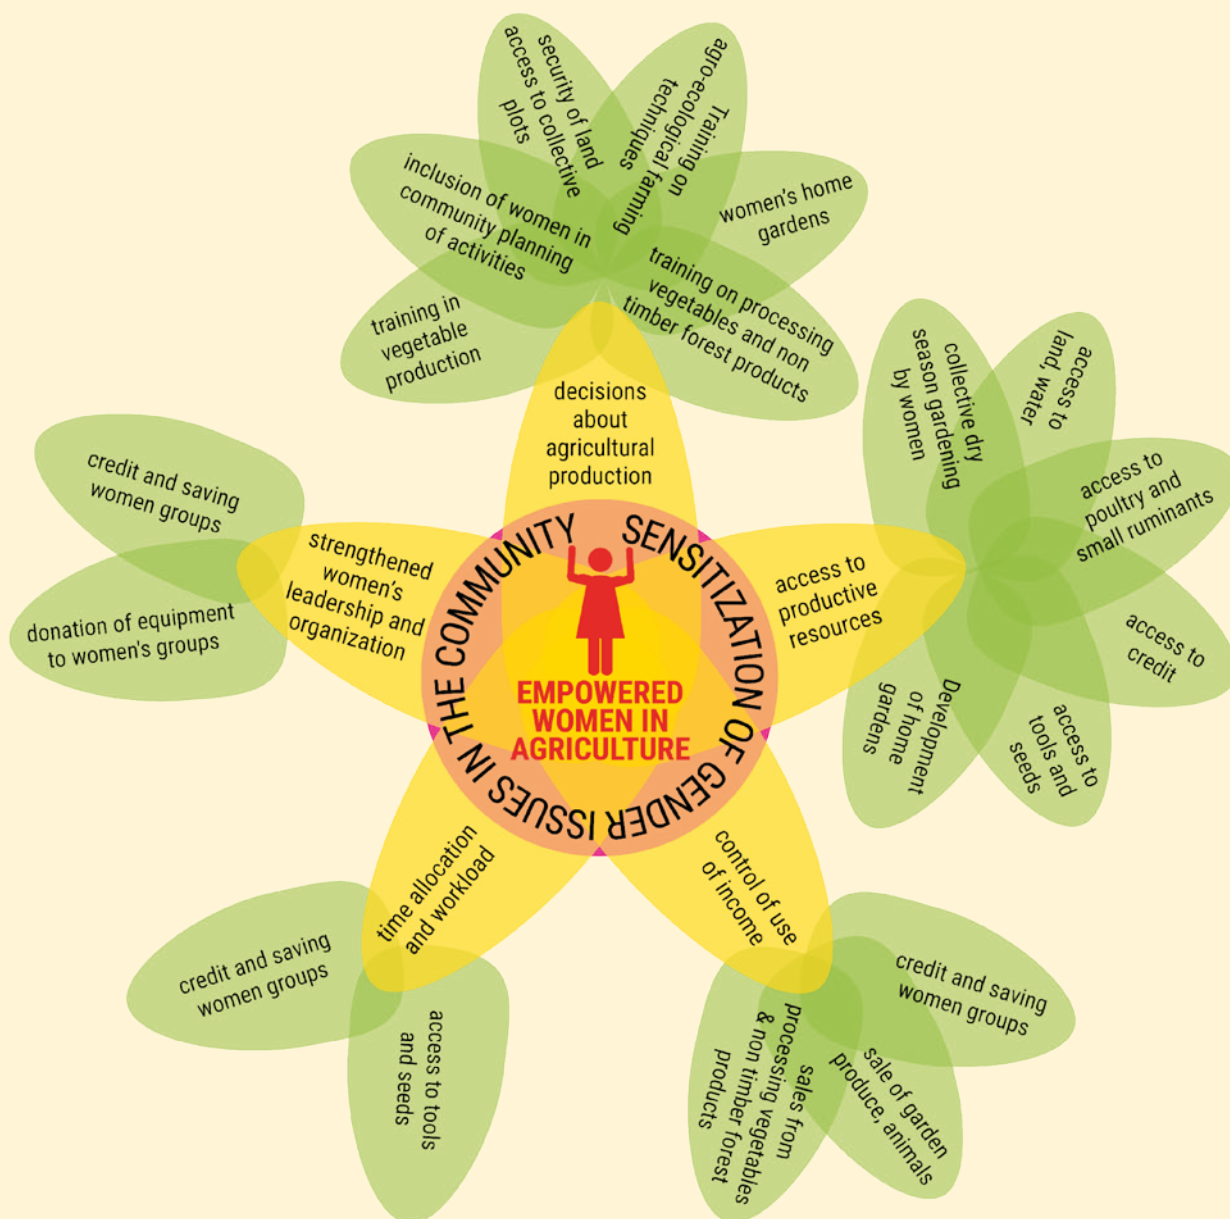 security of land
access to collective
plots
Training on
agro-ecological farming
techniques
inclusion of women in
community planning
of activities
women's home
gardens
training in
vegetable
production
training on processing
vegetables and non
timber forest products
decisions
about
agricultural
production
collective dry
season gardening
by women
access to
land, water
access to
poultry and
small ruminants
access to
credit
access to
tools and
seeds
Development
of home
gardens
access to
productive
resources
credit and saving
women groups
donation of equipment
to women's groups
strengthened
women's
leadership and
organization
SENSITIZATION OF GENDER ISSUES IN THE COMMUNITY
EMPOWERED
WOMEN IN
AGRICULTURE
time allocation
and workload
credit and saving
women groups
access to tools
and seeds
control of use
of income
credit and saving
women groups
sale of garden
produce, animals
sales from
processing vegetables
& non timber forest
products